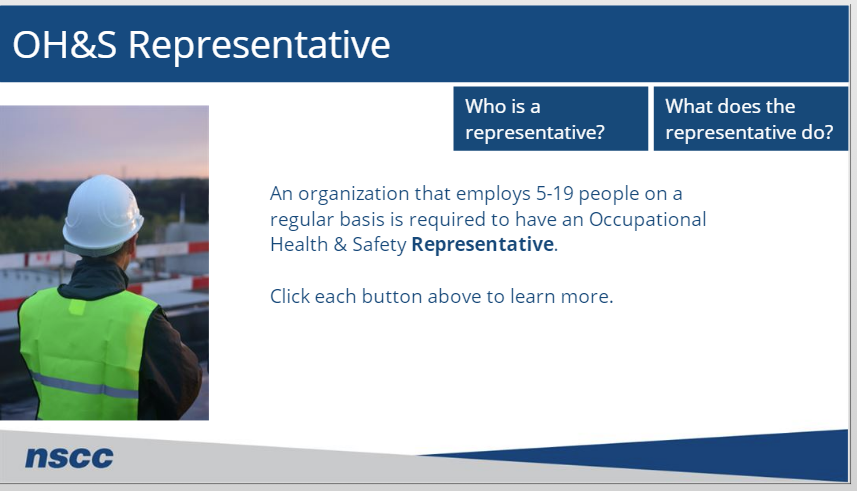 OH&S Representative
Who is a
representative?
What does the
representative do?
An organization that employs 5-19 people on a
regular basis is required to have an Occupational
Health & Safety Representative.
Click each button above to learn more.
nscc